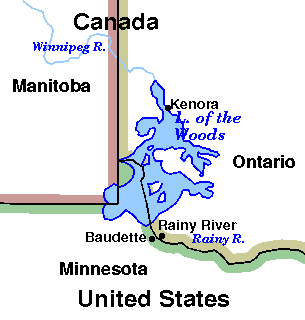 Canada
Winnipeg R.
Manitoba
Kenora
L. of the
Woods
Ontario
Rainy River
Baudette
Rainy R.
Minnesota
United States